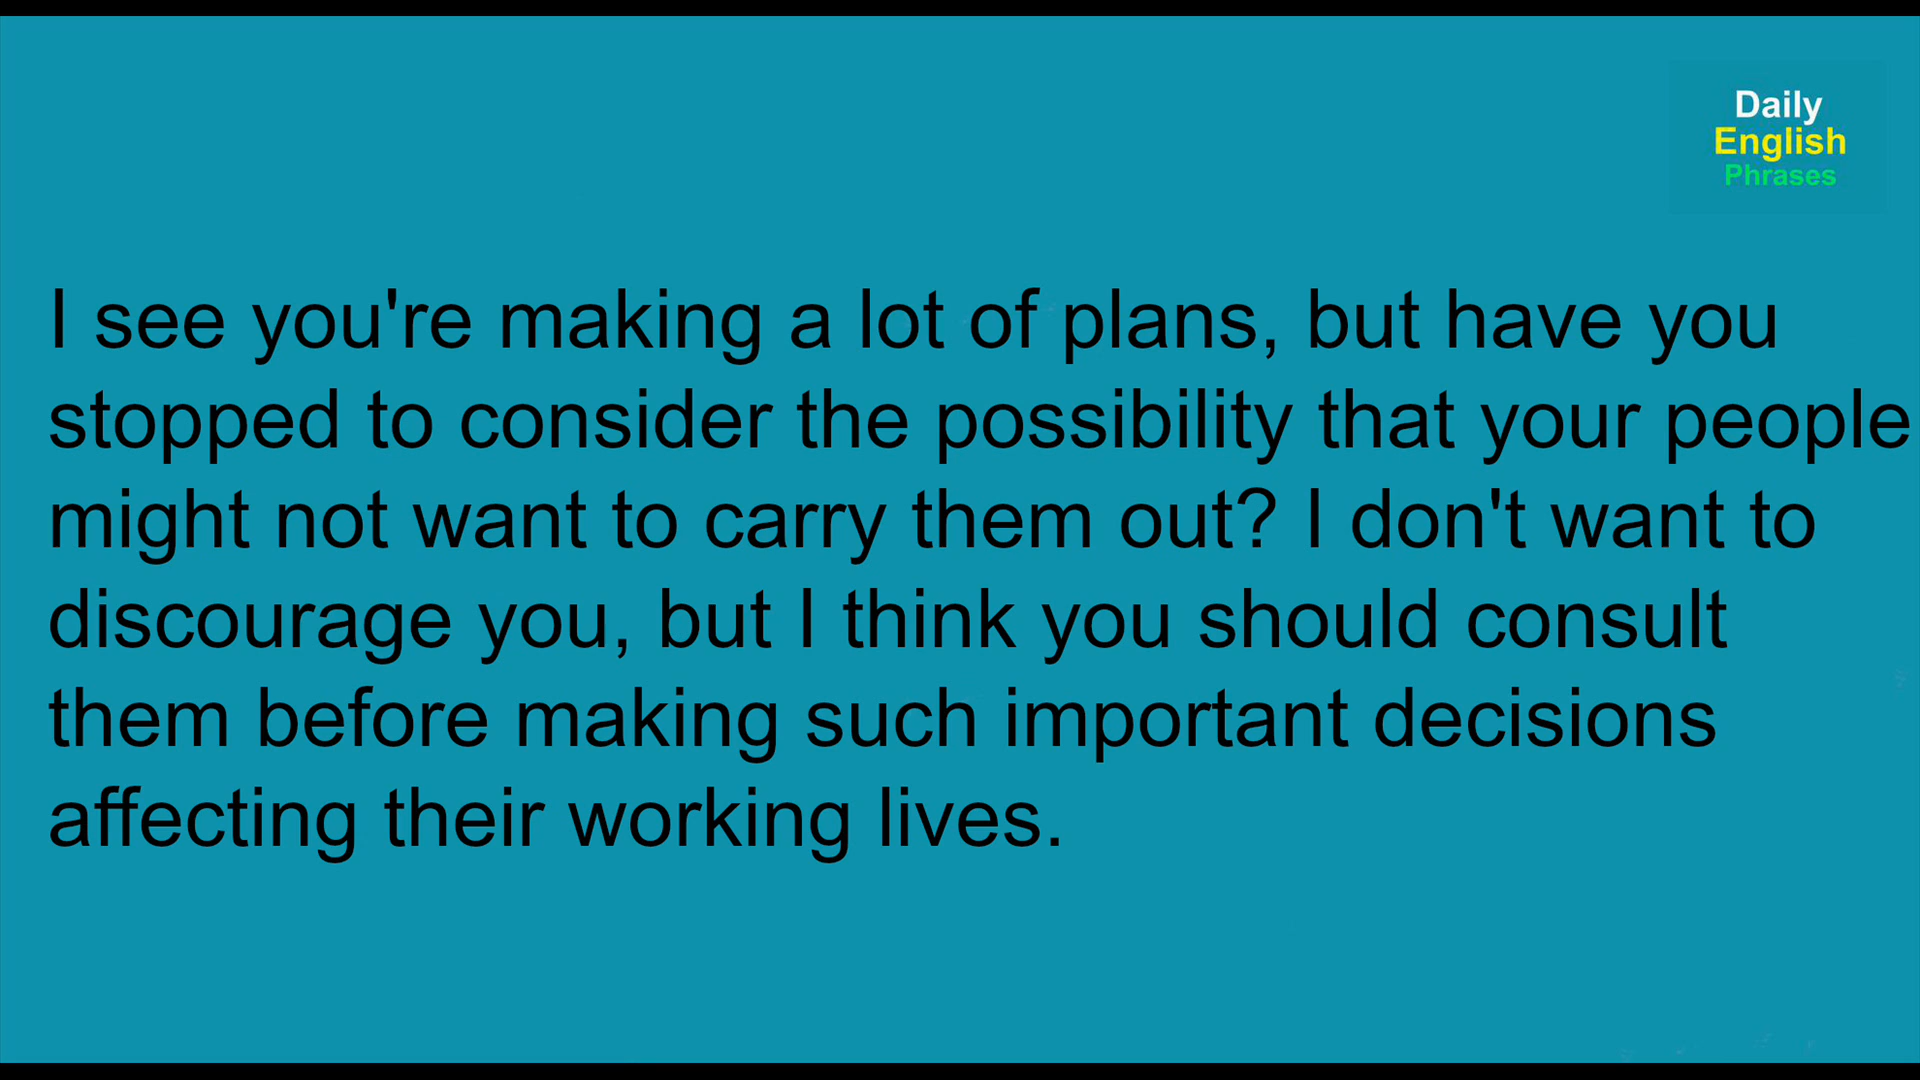 Daily
English
Phrases
I see you're making a lot of plans, but have you
stopped to consider the possibility that your people
might not want to carry them out? I don't want to
discourage you, but I think you should consult
them before making such important decisions
affecting their working lives.